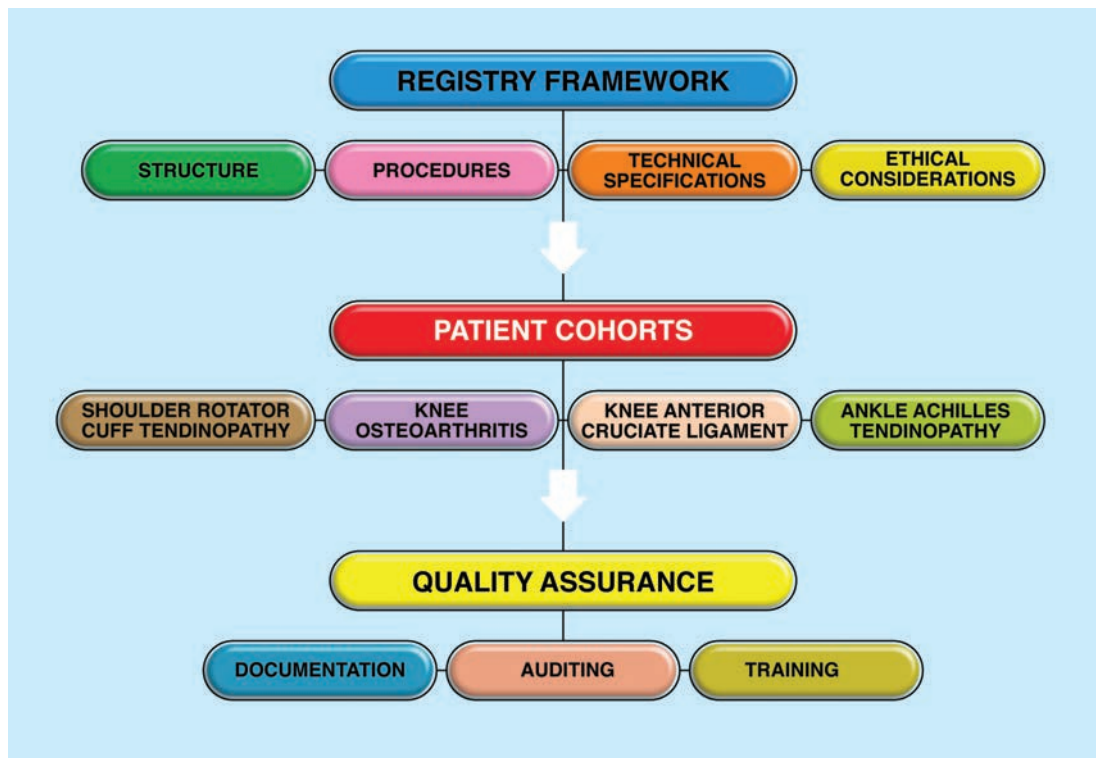 REGISTRY FRAMEWORK
STRUCTURE
PROCEDURES
TECHNICAL
SPECIFICATIONS
ETHICAL
CONSIDERATIONS
PATIENT COHORTS
SHOULDER ROTATOR
CUFF TENDINOPATHY
KNEE
OSTEOARTHRITIS
KNEE ANTERIOR
CRUCIATE LIGAMENT
ANKLE ACHILLES
TENDINOPATHY
QUALITY ASSURANCE
DOCUMENTATION
AUDITING
TRAINING